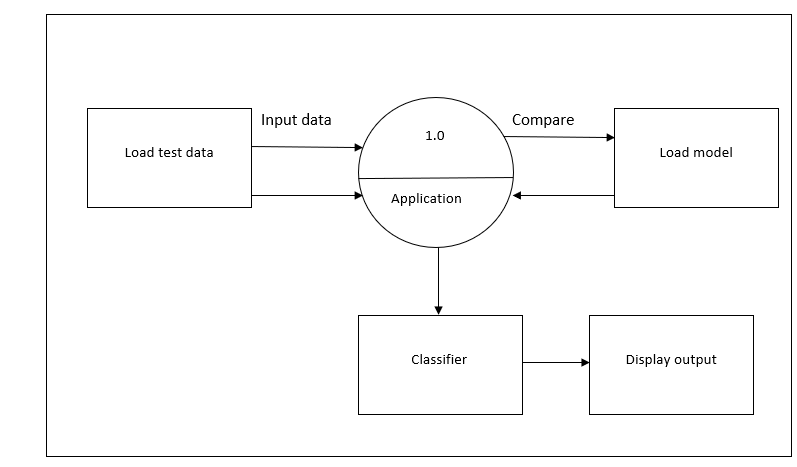 Input data
Compare
1.0
Load test data
Load model
Application
Classifier
Display output